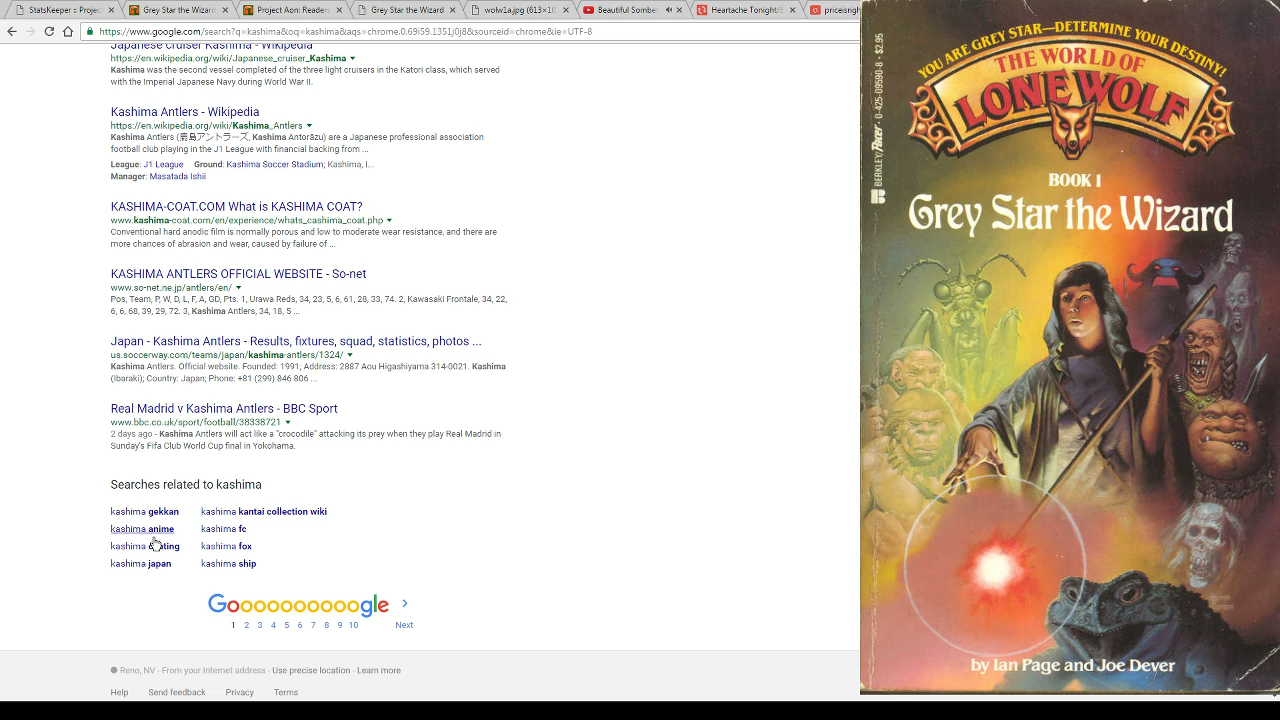 StatsKeeper :: Projec
Grey Star the Wizard
Project Aon: Readers
Grey Star the Wizard
wolw1a.jpg (613×10
Beautiful Somber
Heartache Tonight/E
pricesrigh
https://www.google.com/search?q=kashima&oq=kashima&aqs=chrome.0.69i59.1351j0j8&sourceid=chrome&ie=UTF-8
Japanese cruiser Kashima - Wikipedia
https://en.wikipedia.org/wiki/Japanese_cruiser_Kashima
Kashima was the second vessel completed of the three light cruisers in the Katori class, which served
with the Imperial Japanese Navy during World War II.
Kashima Antlers - Wikipedia
https://en.wikipedia.org/wiki/Kashima_Antlers
Kashima Antlers (鹿島アントラーズ, Kashima Antorāzu) are a Japanese professional association
football club playing in the J1 League with financial backing from ...
League: J1 League Ground: Kashima Soccer Stadium; Kashima, I...
Manager: Masatada Ishii
KASHIMA-COAT.COM What is KASHIMA COAT?
www.kashima-coat.com/en/experience/whats_cashima_coat.php
Conventional hard anodic film is normally porous and low to moderate wear resistance, and there are
more chances of abrasion and wear, caused by failure of ...
KASHIMA ANTLERS OFFICIAL WEBSITE - So-net
www.so-net.ne.jp/antlers/en/
Pos, Team, P, W, D, L, F, A, GD, Pts. 1, Urawa Reds, 34, 23, 5, 6, 61, 28, 33, 74. 2, Kawasaki Frontale, 34, 22,
6, 6, 68, 39, 29, 72. 3, Kashima Antlers, 34, 18, 5 ...
Japan - Kashima Antlers - Results, fixtures, squad, statistics, photos ...
us.soccerway.com/teams/japan/kashima-antlers/1324/
Kashima Antlers. Official website. Founded: 1991; Address: 2887 Aou Higashiyama 314-0021. Kashima
(Ibaraki); Country: Japan; Phone: +81 (299) 846 806 ...
Real Madrid v Kashima Antlers - BBC Sport
www.bbc.co.uk/sport/football/38338721
2 days ago - Kashima Antlers will act like a "crocodile" attacking its prey when they play Real Madrid in
Sunday's Fifa Club World Cup final in Yokohama.
Searches related to kashima
kashima gekkan kashima kantai collection wiki
kashima anime kashima fc
kashima kashima fox
kashima japan kashima ship
Goooooooooogle
1 2 3 4 5 6 7 8 9 10 Next
Reno, NV - From your Internet address - Use precise location - Learn more
Help Send feedback Privacy Terms
YOU ARE GREY STAR—DETERMINE YOUR DESTINY!
THE WORLD OF
LONE WOLF
BOOK 1
Grey Star the Wizard
BERKLEY/Pacer • 0-425-09590-8 • $2.95
by Ian Page and Joe Dever